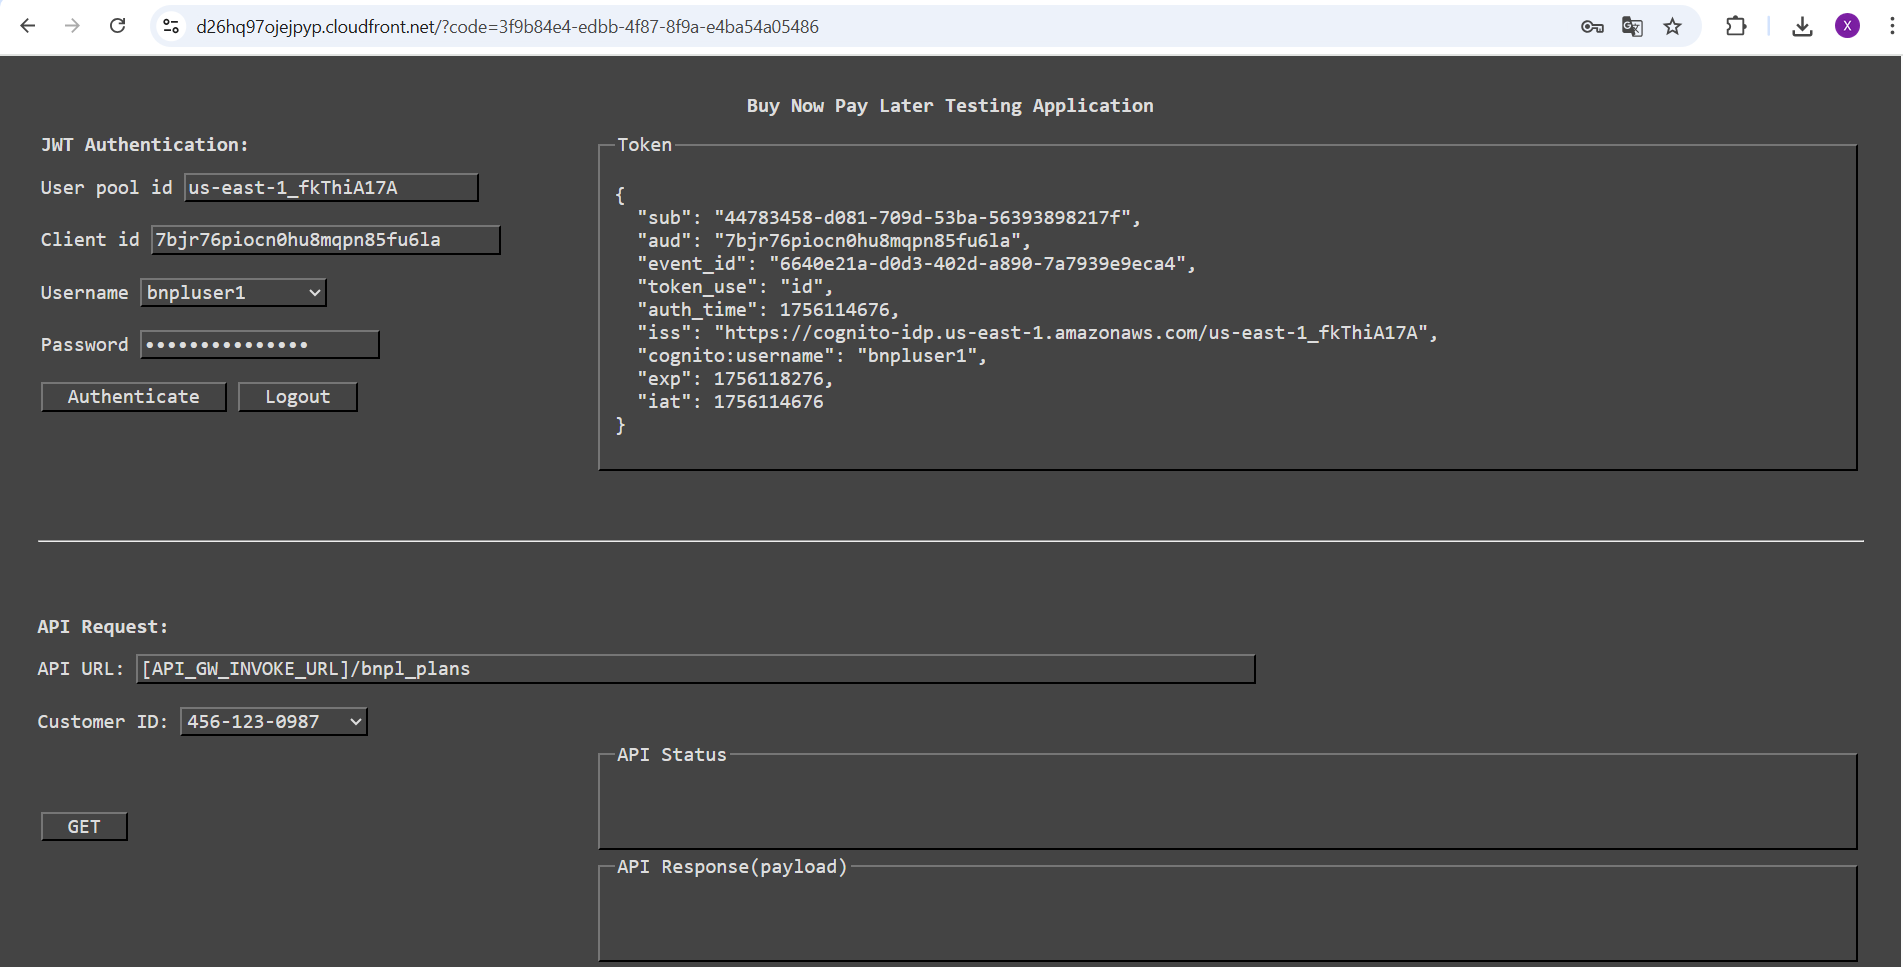 d26hq97ojejpyp.cloudfront.net/?code=3f9b84e4-edbb-4f87-8f9a-e4ba54a05486
X
Buy Now Pay Later Testing Application
JWT Authentication:
User pool id us-east-1_fkThiA17A
Client id 7bjr76piocn0hu8mqpn85fu6la
Username bnpluser1
Password •••••••••••••••
Authenticate Logout
Token
{
"sub": "44783458-d081-709d-53ba-56393898217f",
"aud": "7bjr76piocn0hu8mqpn85fu6la",
"event_id": "6640e21a-d0d3-402d-a890-7a7939e9eca4",
"token_use": "id",
"auth_time": 1756114676,
"iss": "https://cognito-idp.us-east-1.amazonaws.com/us-east-1_fkThiA17A",
"cognito:username": "bnpluser1",
"exp": 1756118276,
"iat": 1756114676
}
API Request:
API URL: [API_GW_INVOKE_URL]/bnpl_plans
Customer ID: 456-123-0987
GET
API Status
API Response(payload)